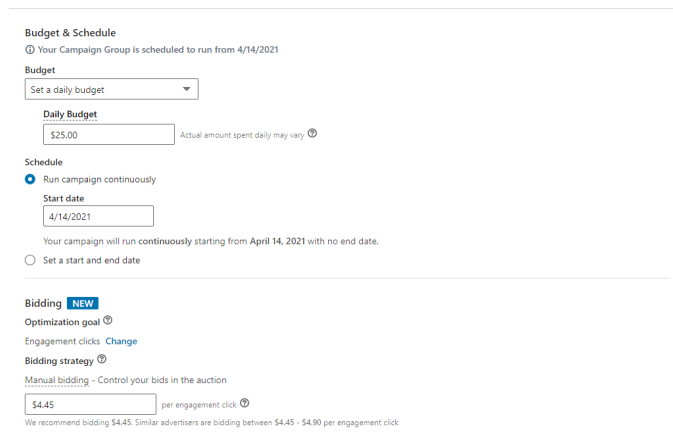 Budget & Schedule
Your Campaign Group is scheduled to run from 4/14/2021
Budget
Set a daily budget
Daily Budget
$25.00 Actual amount spent daily may vary
Schedule
Run campaign continuously
Start date
4/14/2021
Your campaign will run continuously starting from April 14, 2021 with no end date.
Set a start and end date
Bidding NEW
Optimization goal
Engagement clicks Change
Bidding strategy
Manual bidding - Control your bids in the auction
$4.45 per engagement click
We recommend bidding $4.45. Similar advertisers are bidding between $4.45 - $4.90 per engagement click